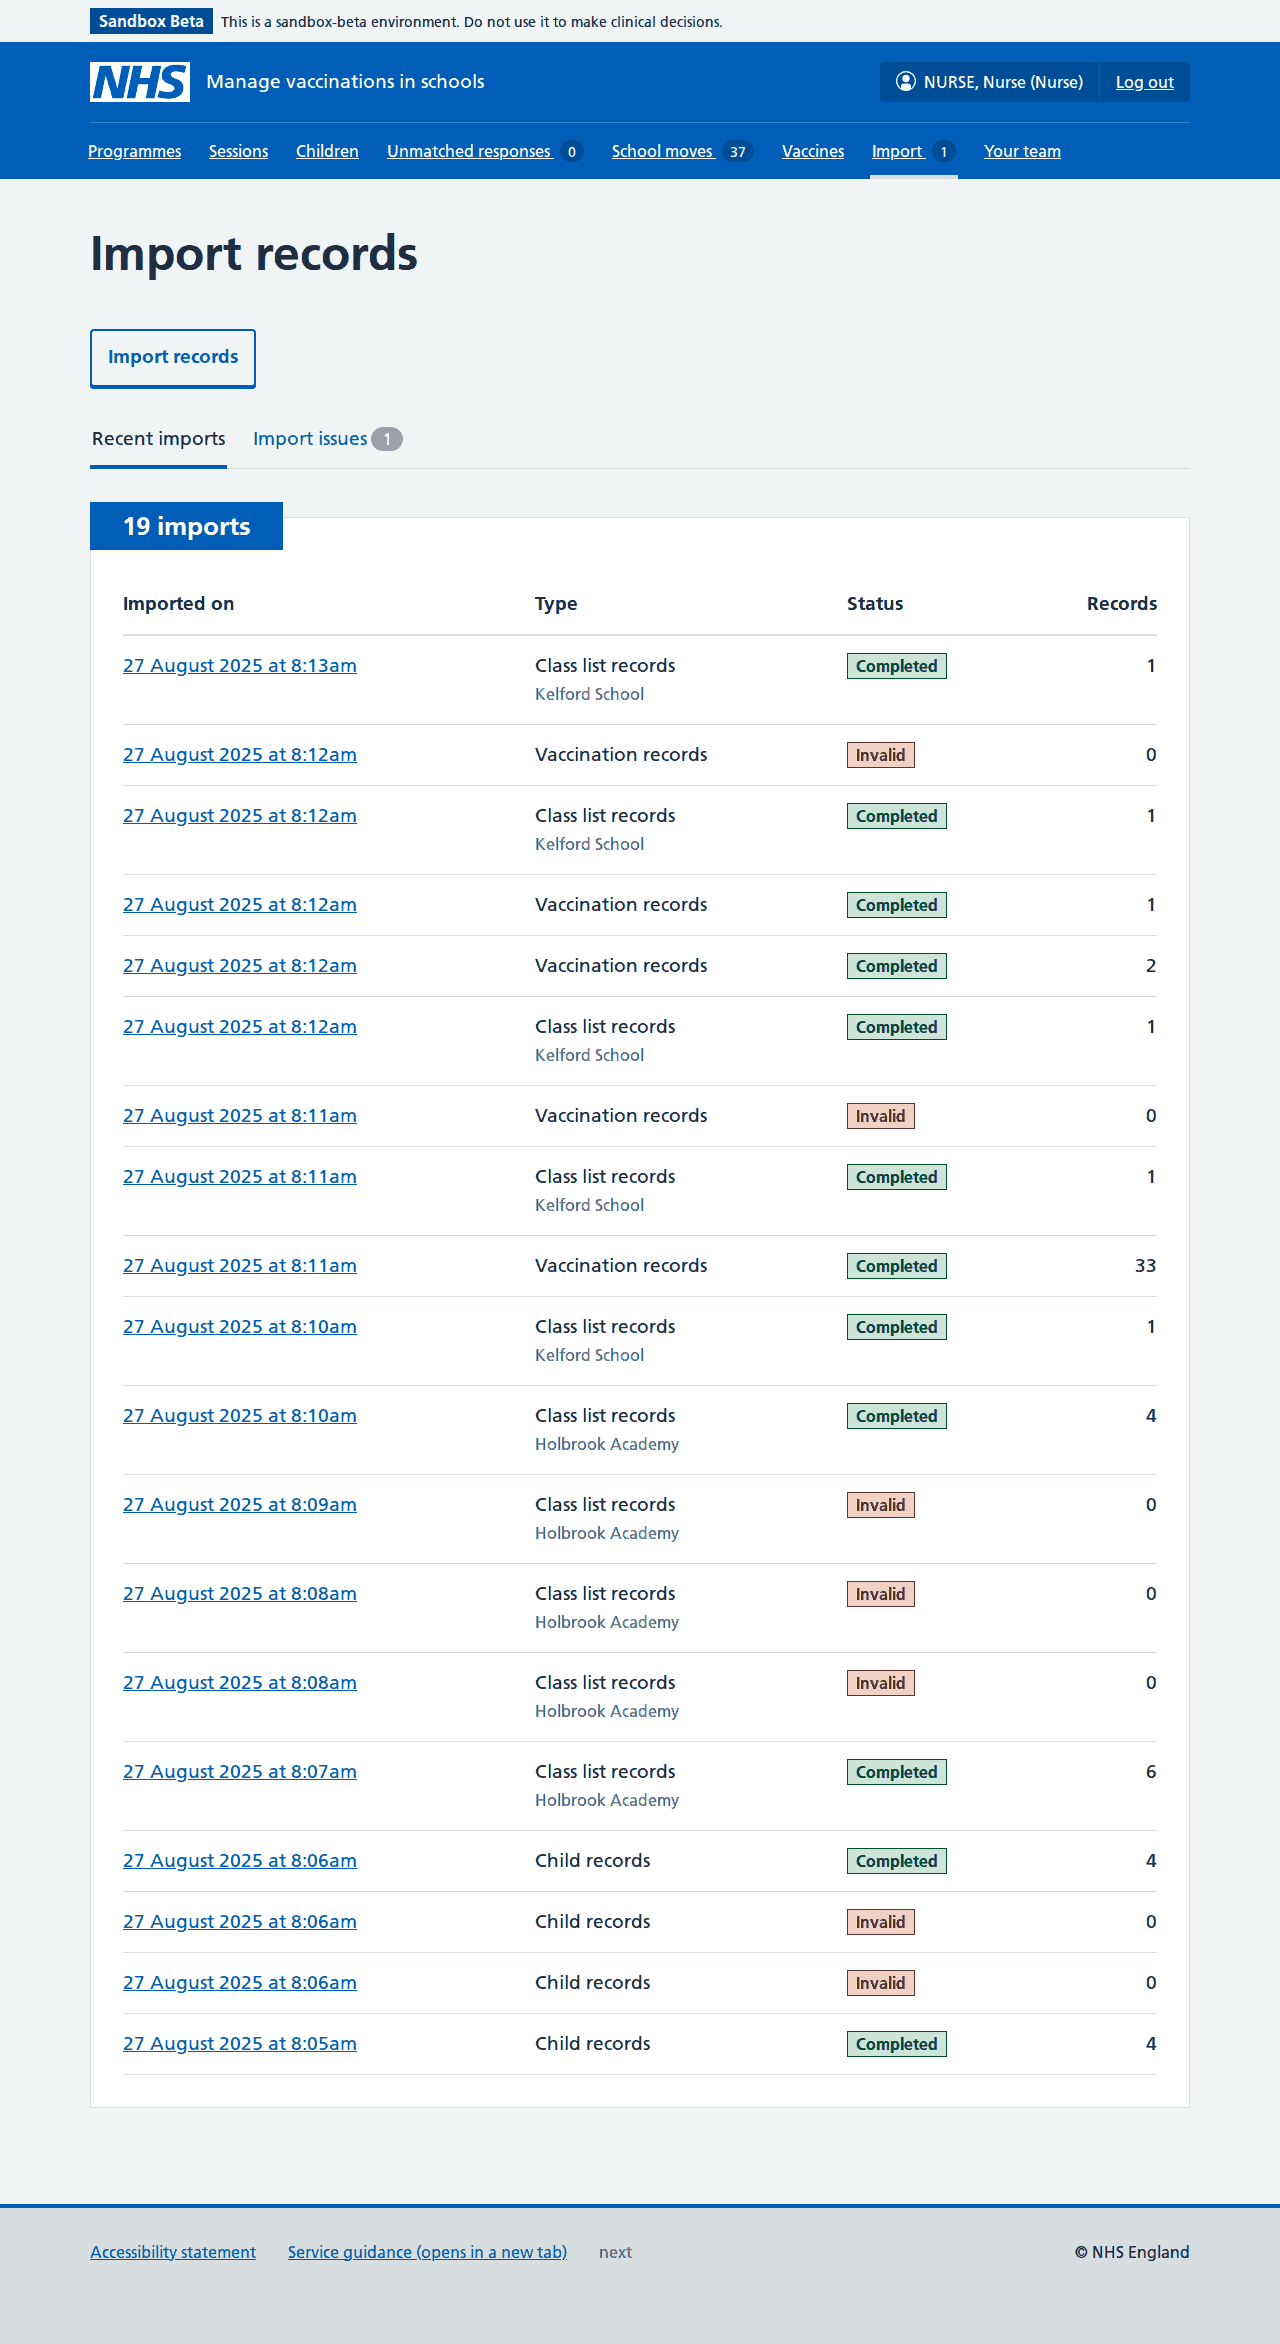 Sandbox Beta This is a sandbox-beta environment. Do not use it to make clinical decisions.
NHS Manage vaccinations in schools NURSE, Nurse (Nurse) Log out
Programmes Sessions Children Unmatched responses 0 School moves 37 Vaccines Import 1 Your team
Import records
Import records
Recent imports Import issues 1
19 imports
Imported on Type Status Records
27 August 2025 at 8:13am Class list records Completed 1
Kelford School
27 August 2025 at 8:12am Vaccination records Invalid 0
27 August 2025 at 8:12am Class list records Completed 1
Kelford School
27 August 2025 at 8:12am Vaccination records Completed 1
27 August 2025 at 8:12am Vaccination records Completed 2
27 August 2025 at 8:12am Class list records Completed 1
Kelford School
27 August 2025 at 8:11am Vaccination records Invalid 0
27 August 2025 at 8:11am Class list records Completed 1
Kelford School
27 August 2025 at 8:11am Vaccination records Completed 33
27 August 2025 at 8:10am Class list records Completed 1
Kelford School
27 August 2025 at 8:10am Class list records Completed 4
Holbrook Academy
27 August 2025 at 8:09am Class list records Invalid 0
Holbrook Academy
27 August 2025 at 8:08am Class list records Invalid 0
Holbrook Academy
27 August 2025 at 8:08am Class list records Invalid 0
Holbrook Academy
27 August 2025 at 8:07am Class list records Completed 6
Holbrook Academy
27 August 2025 at 8:06am Child records Completed 4
27 August 2025 at 8:06am Child records Invalid 0
27 August 2025 at 8:06am Child records Invalid 0
27 August 2025 at 8:05am Child records Completed 4
Accessibility statement Service guidance (opens in a new tab) next © NHS England